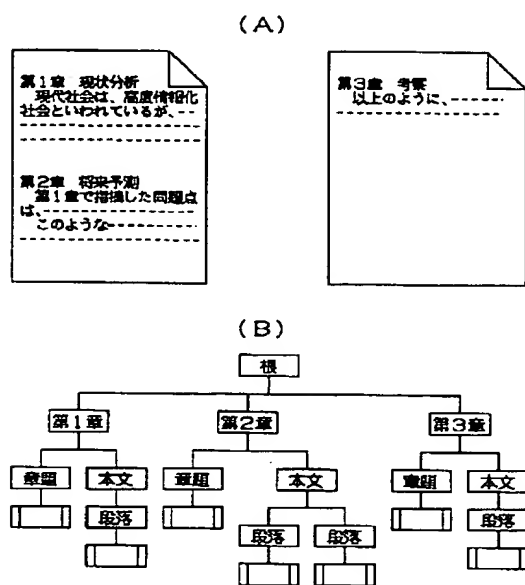 (A)
第1章 現状分析
現代社会は、高度情報化
社会といわれているが、
第2章 将来予測
第1章で指摘した問題点
は、
このような
第3章 考察
以上のように、
(B)
根
第1章 第2章 第3章
章題 本文 章題 本文 章題 本文
段落 段落 段落 段落